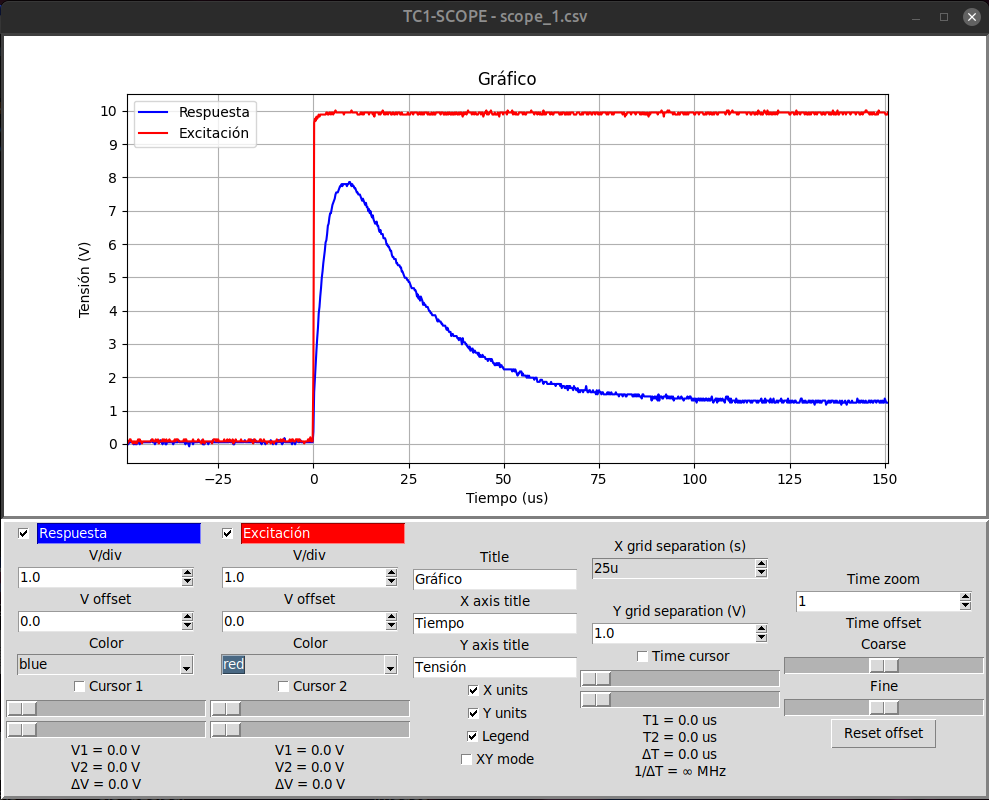 TC1-SCOPE - scope_1.csv
Gráfico
Respuesta
Excitación
Tensión (V)
10
9
8
7
6
5
4
3
2
1
0
−25 0 25 50 75 100 125 150
Tiempo (us)
Respuesta
V/div
1.0
V offset
0.0
Color
blue
Cursor 1
V1 = 0.0 V
V2 = 0.0 V
ΔV = 0.0 V
Excitación
V/div
1.0
V offset
0.0
Color
red
Cursor 2
V1 = 0.0 V
V2 = 0.0 V
ΔV = 0.0 V
Title
Gráfico
X axis title
Tiempo
Y axis title
Tensión
X units
Y units
Legend
XY mode
X grid separation (s)
25u
Y grid separation (V)
1.0
Time cursor
T1 = 0.0 us
T2 = 0.0 us
ΔT = 0.0 us
1/ΔT = ∞ MHz
Time zoom
1
Time offset
Coarse
Fine
Reset offset